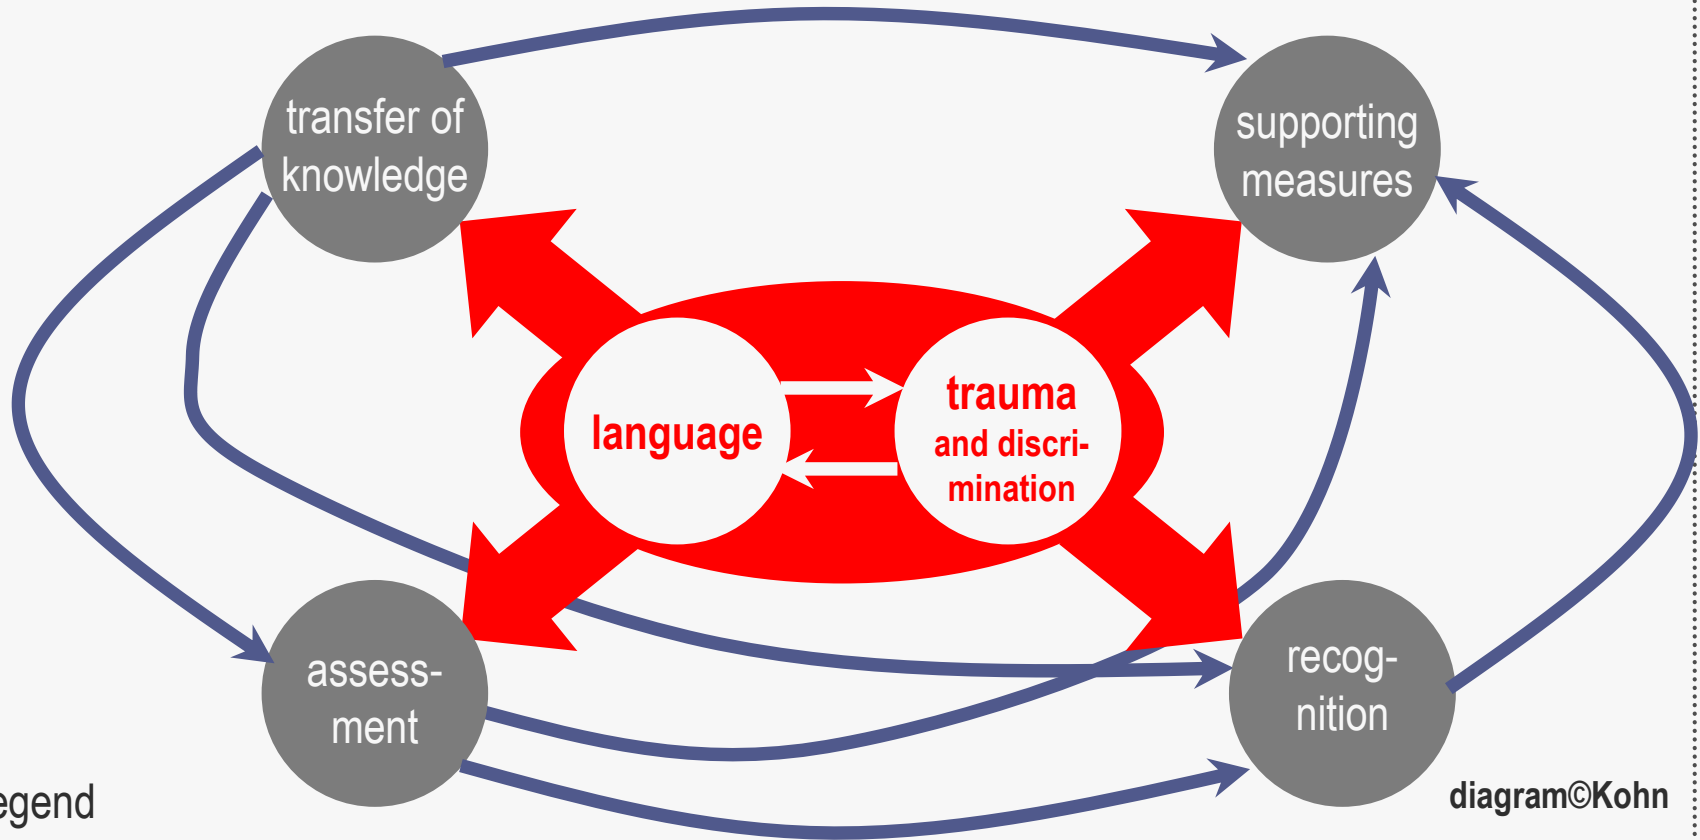 transfer of
knowledge
supporting
measures
language
trauma
and discri-
mination
assess-
ment
recog-
nition
egend
diagram©Kohn